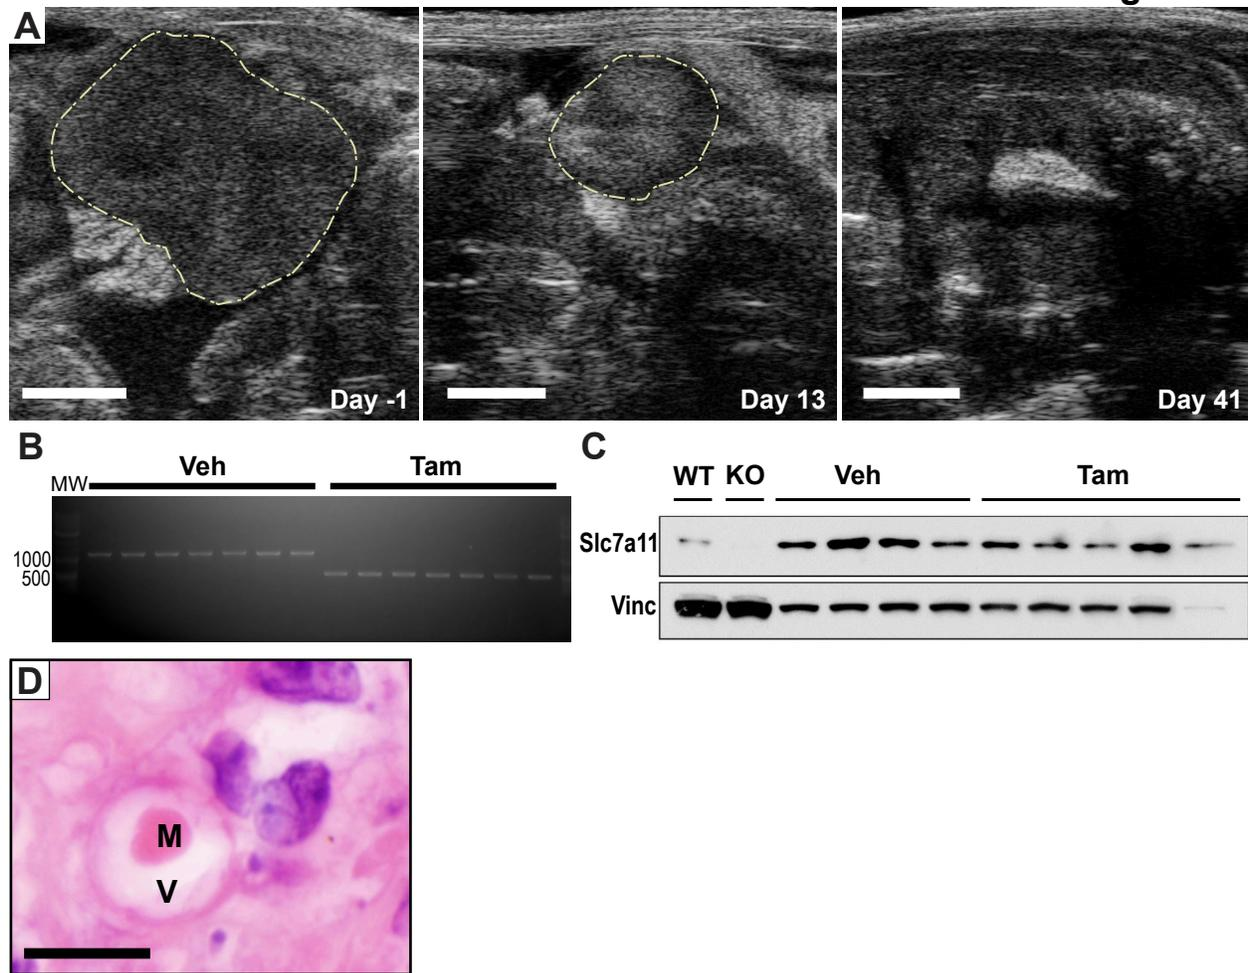 g
A
Day -1
Day 13
Day 41
B
Veh
Tam
MW
1000
500
C
WT KO Veh Tam
Slc7a11
Vinc
D
M
V